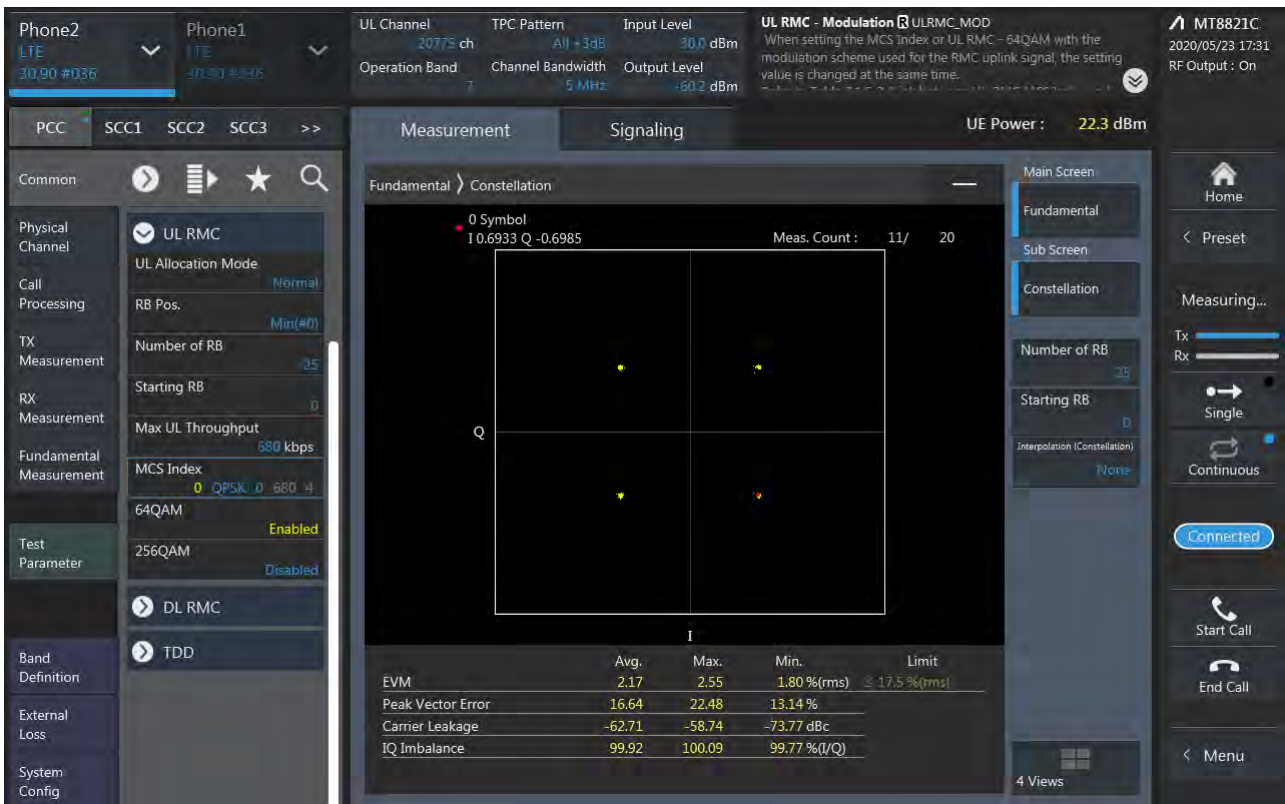 Phone2
LTE
30.90 #036
Phone1
LTE
UL Channel
20775 ch
Operation Band
7
TPC Pattern
All +3dB
Channel Bandwidth
5 MHz
Input Level
30.0 dBm
Output Level
-60.2 dBm
UL RMC - Modulation R ULRMC_MOD
When setting the MCS Index or UL RMC - 64QAM with the
modulation scheme used for the RMC uplink signal, the setting
value is changed at the same time.
MT8821C
2020/05/23 17:31
RF Output : On
PCC SCC1 SCC2 SCC3 >>
Measurement
Signaling
UE Power : 22.3 dBm
Common
Physical
Channel
Call
Processing
TX
Measurement
RX
Measurement
Fundamental
Measurement
Test
Parameter
Band
Definition
External
Loss
System
Config
UL RMC
UL Allocation Mode
Normal
RB Pos.
Min(#0)
Number of RB
25
Starting RB
0
Max UL Throughput
680 kbps
MCS Index
0 QPSK 0 680 4
64QAM
Enabled
256QAM
Disabled
DL RMC
TDD
Fundamental 〉 Constellation
0 Symbol
I 0.6933 Q -0.6985
Meas. Count : 11/ 20
Q
I
Avg. Max. Min. Limit
EVM 2.17 2.55 1.80 %(rms) ≤ 17.5 %(rms)
Peak Vector Error 16.64 22.48 13.14 %
Carrier Leakage -62.71 -58.74 -73.77 dBc
IQ Imbalance 99.92 100.09 99.77 %(I/Q)
Main Screen
Fundamental
Sub Screen
Constellation
Number of RB
25
Starting RB
0
Interpolation (Constellation)
None
4 Views
Home
< Preset
Measuring...
Tx
Rx
Single
Continuous
Connected
Start Call
End Call
< Menu